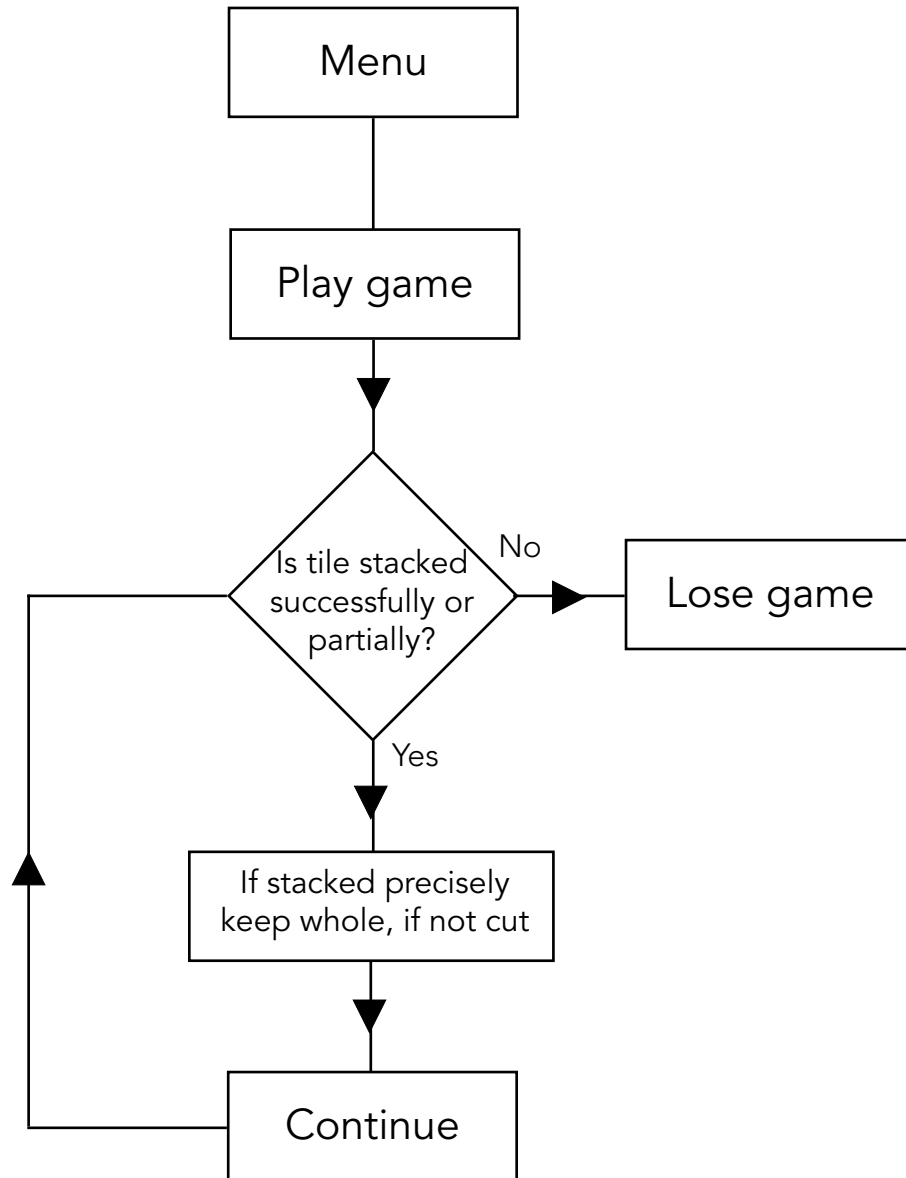 Menu
Play game
Is tile stacked
successfully or
partially?
No
Lose game
Yes
If stacked precisely
keep whole, if not cut
Continue